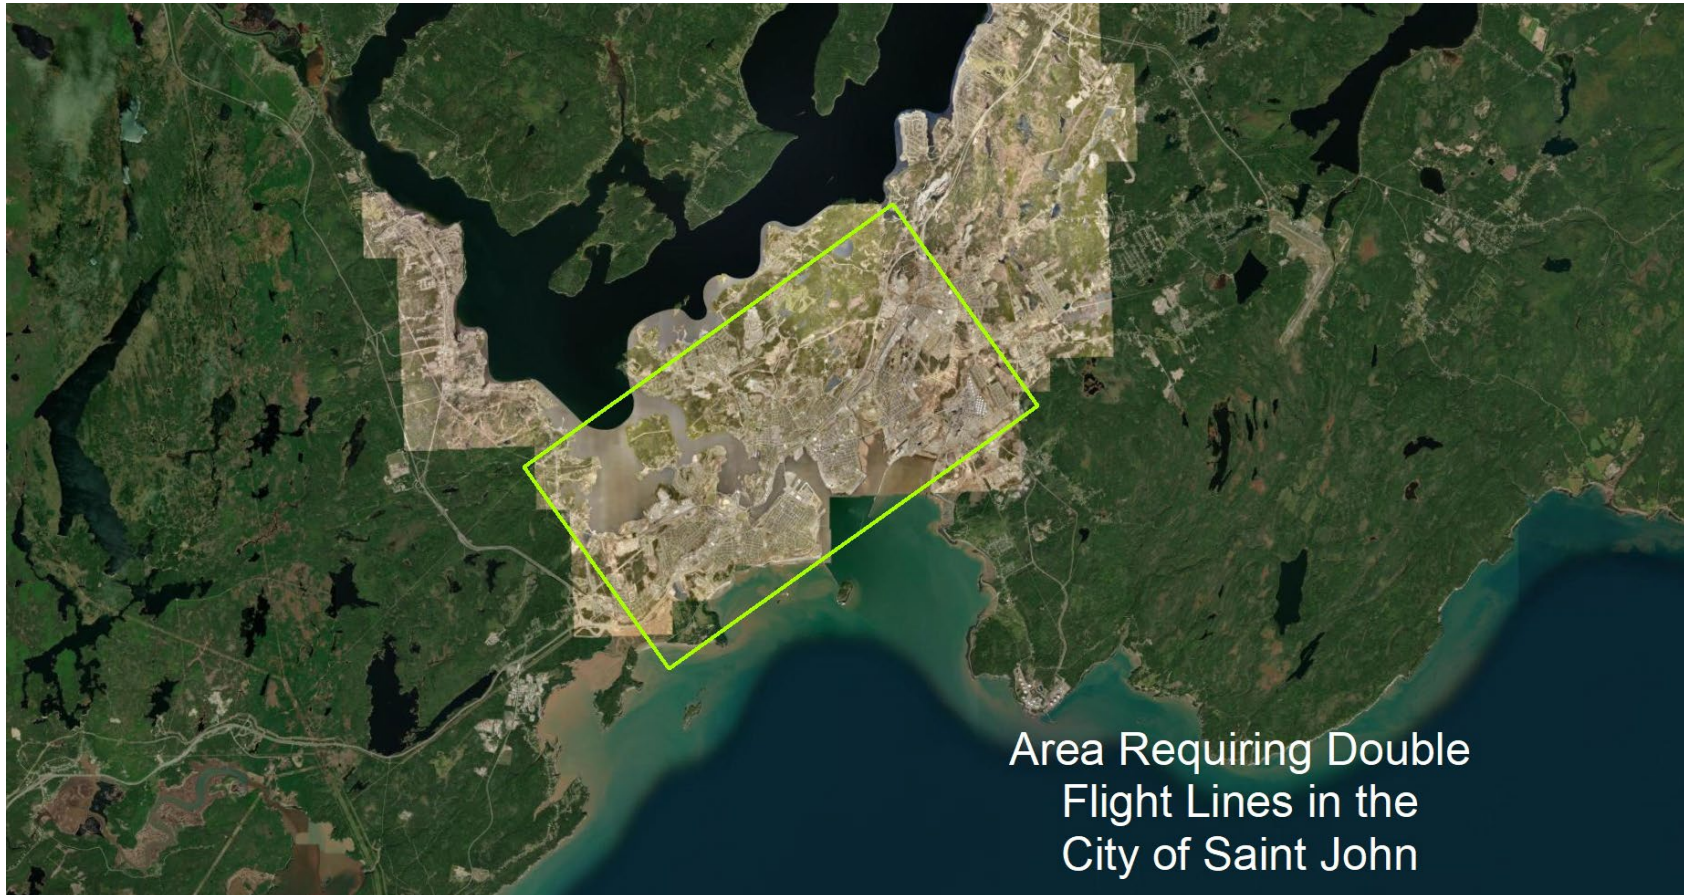 Area Requiring Double
Flight Lines in the
City of Saint John